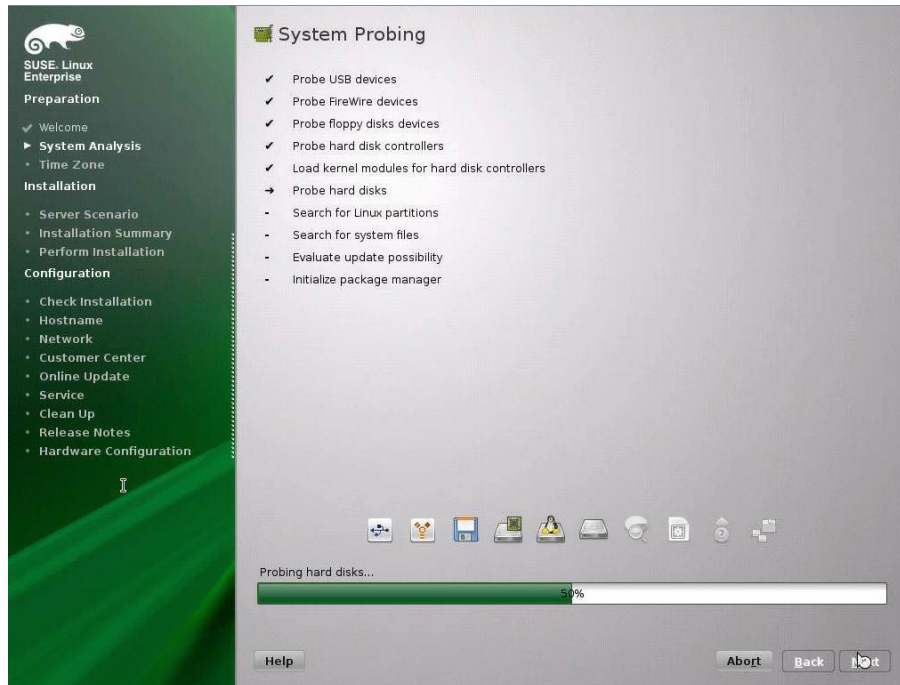 SUSE. Linux
Enterprise
Preparation
Welcome
System Analysis
Time Zone
Installation
Server Scenario
Installation Summary
Perform Installation
Configuration
Check Installation
Hostname
Network
Customer Center
Online Update
Service
Clean Up
Release Notes
Hardware Configuration
System Probing
Probe USB devices
Probe FireWire devices
Probe floppy disks devices
Probe hard disk controllers
Load kernel modules for hard disk controllers
Probe hard disks
Search for Linux partitions
Search for system files
Evaluate update possibility
Initialize package manager
Probing hard disks...
50%
Help
Abort
Back
Next